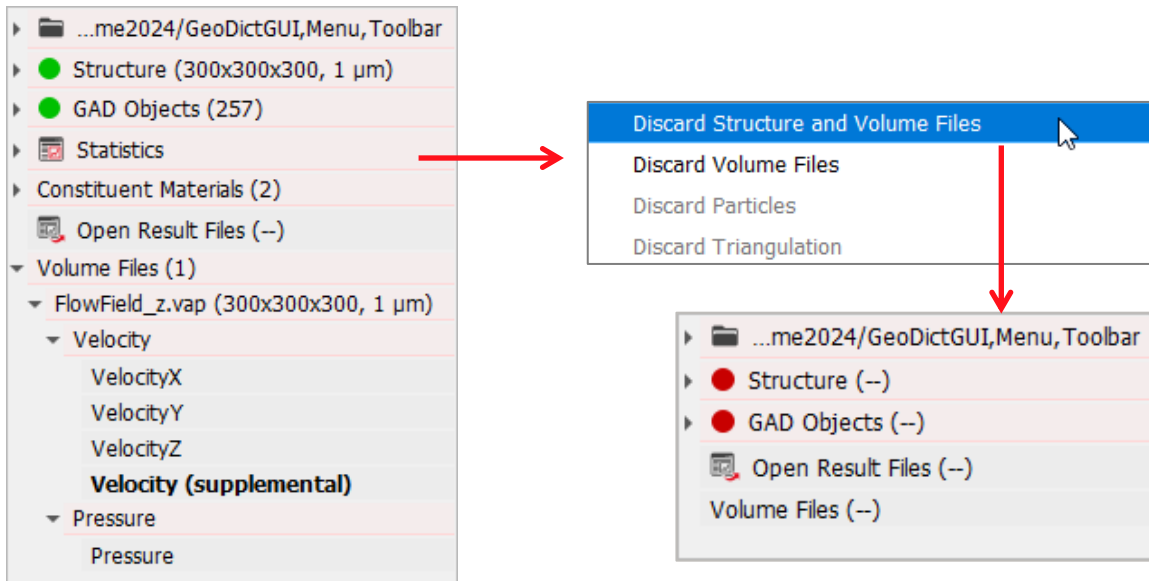 ...me2024/GeoDictGUI,Menu,Toolbar
Structure (300x300x300, 1 µm)
GAD Objects (257)
Statistics
Constituent Materials (2)
Open Result Files (--)
Volume Files (1)
FlowField_z.vap (300x300x300, 1 µm)
Velocity
VelocityX
VelocityY
VelocityZ
Velocity (supplemental)
Pressure
Pressure
Discard Structure and Volume Files
Discard Volume Files
Discard Particles
Discard Triangulation
...me2024/GeoDictGUI,Menu,Toolbar
Structure (--)
GAD Objects (--)
Open Result Files (--)
Volume Files (--)